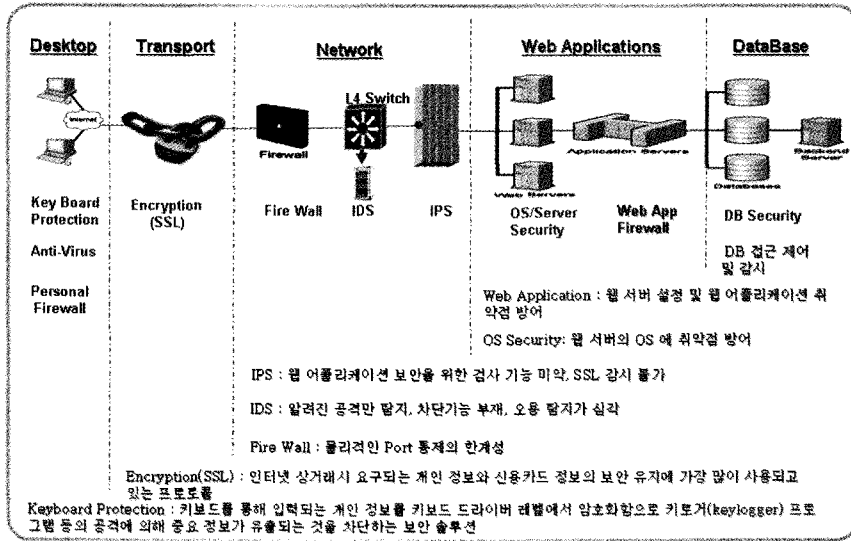 Desktop
Transport
Network
Web Applications
DataBase
Internet
L4 Switch
Firewall
Web Servers
Application Servers
Databases
Backend
Server
Key Board
Protection
Anti-Virus
Personal
Firewall
Encryption
(SSL)
Fire Wall
IDS
IPS
OS/Server
Security
Web App
Firewall
DB Security
DB 접근 제어
및 감시
Web Application : 웹 서버 설정 및 웹 어플리케이션 취
약점 방어
OS Security: 웹 서버의 OS 에 취약점 방어
IPS : 웹 어플리케이션 보안을 위한 검사 기능 미약, SSL 감시 불가
IDS : 알려진 공격만 탐지, 차단기능 부재, 오용 탐지가 심각
Fire Wall : 물리적인 Port 통제의 한계성
Encryption(SSL) : 인터넷 상거래시 요구되는 개인 정보와 신용카드 정보의 보안 유지에 가장 많이 사용되고
있는 프로토콜
Keyboard Protection : 키보드를 통해 입력되는 개인 정보를 키보드 드라이버 레벨에서 암호화함으로 키로거(keylogger) 프로
그램 등의 공격에 의해 중요 정보가 유출되는 것을 차단하는 보안 솔루션